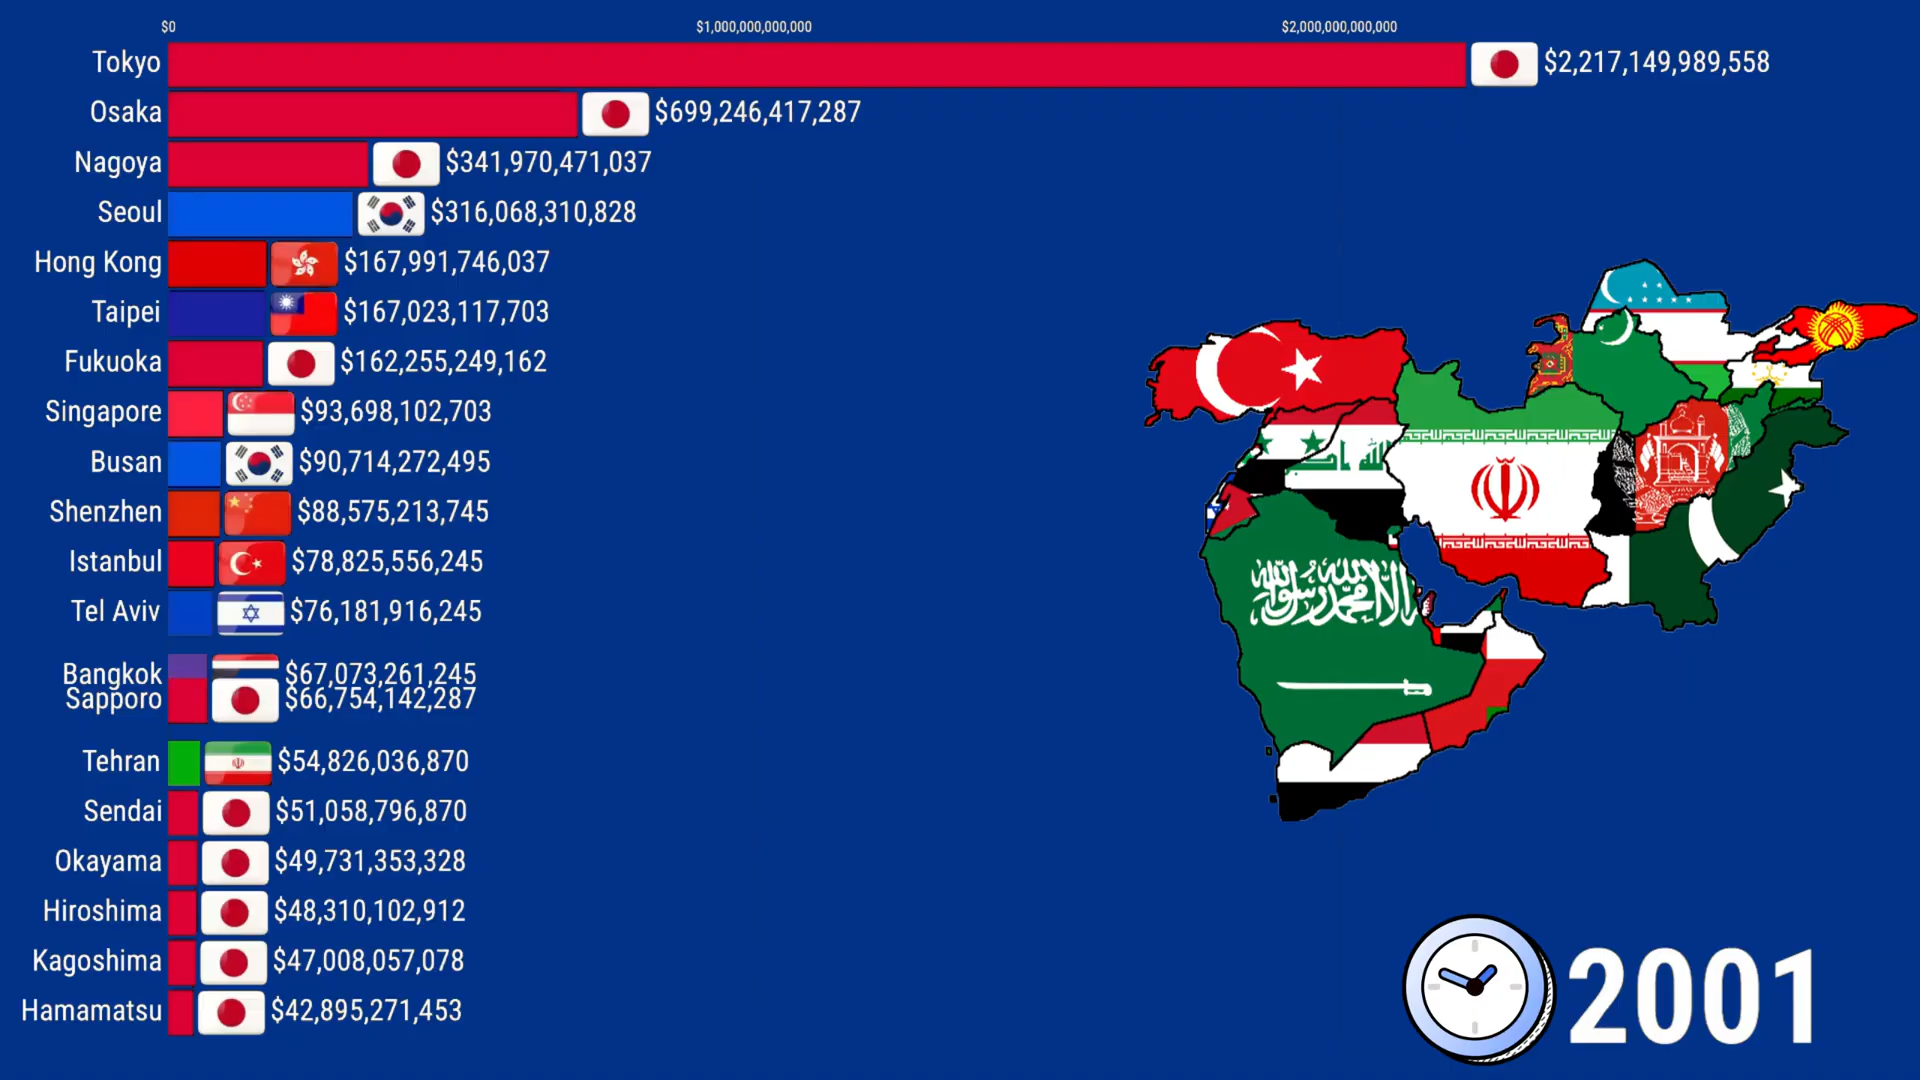 $0 $1,000,000,000,000 $2,000,000,000,000
Tokyo $2,217,149,989,558
Osaka $699,246,417,287
Nagoya $341,970,471,037
Seoul $316,068,310,828
Hong Kong $167,991,746,037
Taipei $167,023,117,703
Fukuoka $162,255,249,162
Singapore $93,698,102,703
Busan $90,714,272,495
Shenzhen $88,575,213,745
Istanbul $78,825,556,245
Tel Aviv $76,181,916,245
Bangkok $67,073,261,245
Sapporo $66,754,142,287
Tehran $54,826,036,870
Sendai $51,058,796,870
Okayama $49,731,353,328
Hiroshima $48,310,102,912
Kagoshima $47,008,057,078
Hamamatsu $42,895,271,453
2001